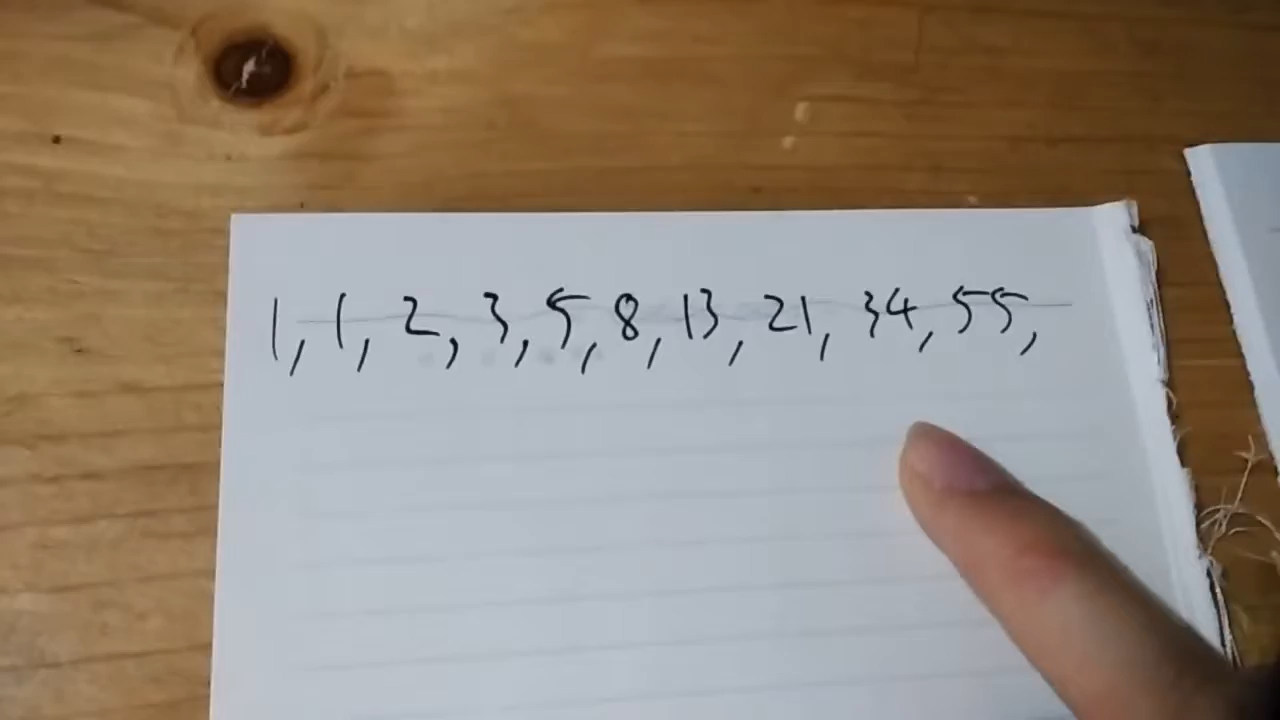 1, 1, 2, 3, 5, 8, 13, 21, 34, 55,